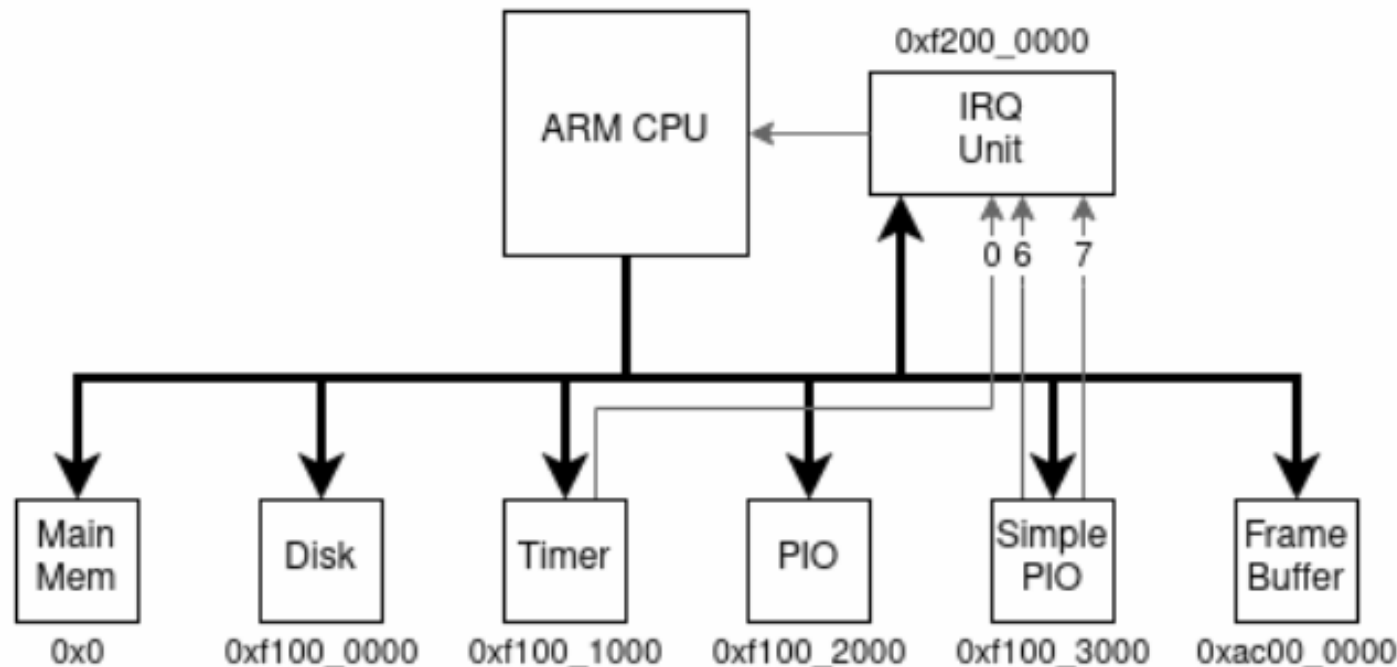 0xf200_0000
ARM CPU
IRQ
Unit
0 6 7
Main
Mem
Disk
Timer
PIO
Simple
PIO
Frame
Buffer
0x0
0xf100_0000
0xf100_1000
0xf100_2000
0xf100_3000
0xac00_0000